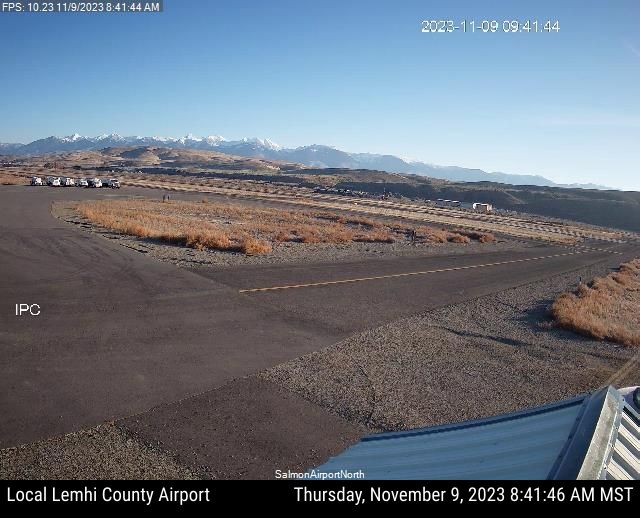 FPS: 10.23 11/9/2023 8:41:44 AM
2023-11-09 09:41:44
IPC
SalmonAirportNorth
Local Lemhi County Airport Thursday, November 9, 2023 8:41:46 AM MST